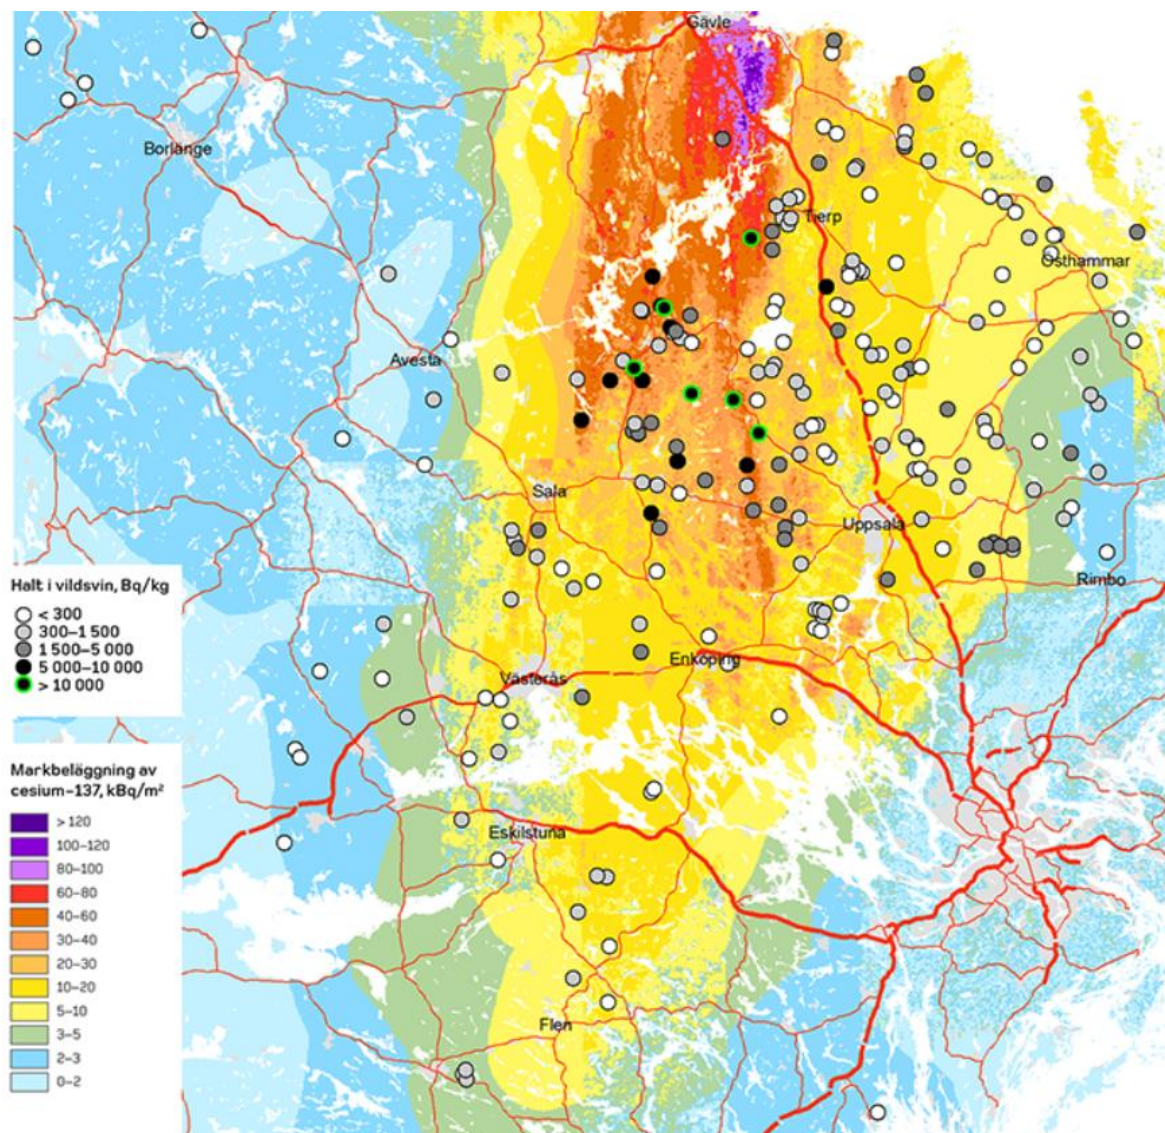 Gävle
Borlänge
Tierp
Östhammar
Avesta
Sala
Uppsala
Rimbo
Halt i vildsvin, Bq/kg
< 300
300–1 500
1 500–5 000
5 000–10 000
> 10 000
Enköping
Västerås
Markbeläggning av
cesium-137, kBq/m²
> 120
100–120
80–100
60–80
40–60
30–40
20–30
10–20
5–10
3–5
2–3
0–2
Eskilstuna
Flen